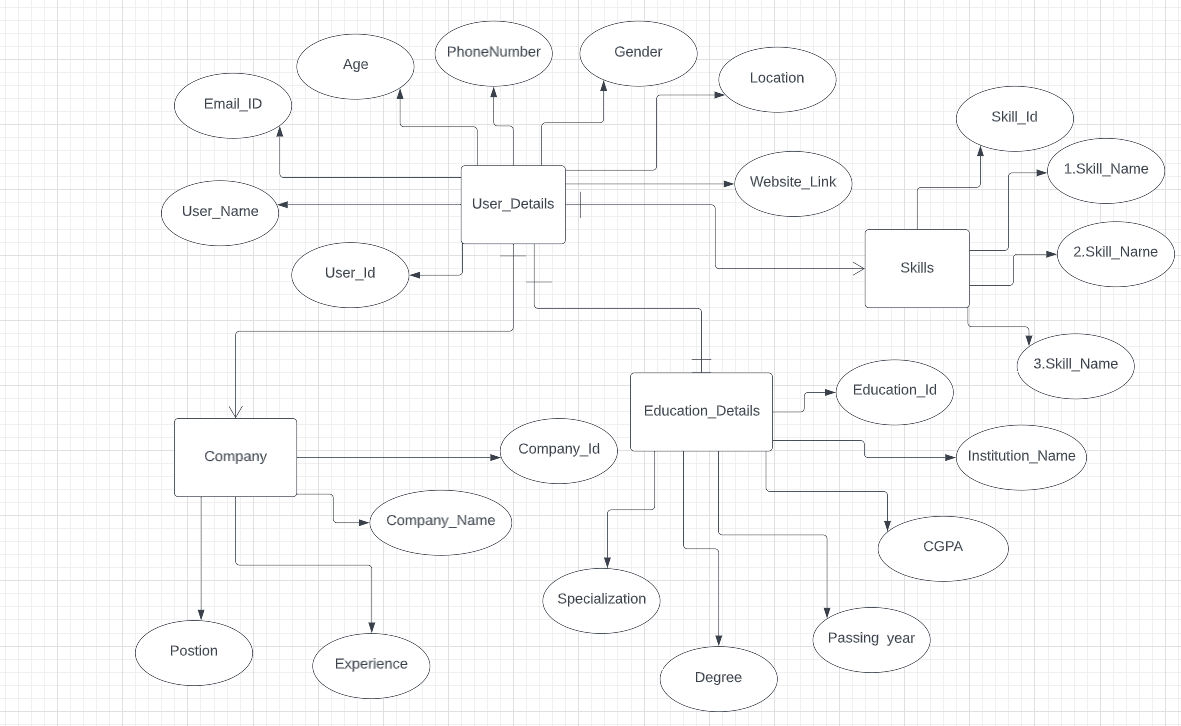 PhoneNumber
Gender
Age
Location
Email_ID
Skill_Id
1.Skill_Name
Website_Link
User_Details
User_Name
2.Skill_Name
Skills
User_Id
3.Skill_Name
Education_Id
Education_Details
Company_Id
Company
Institution_Name
Company_Name
CGPA
Specialization
Passing year
Postion
Experience
Degree